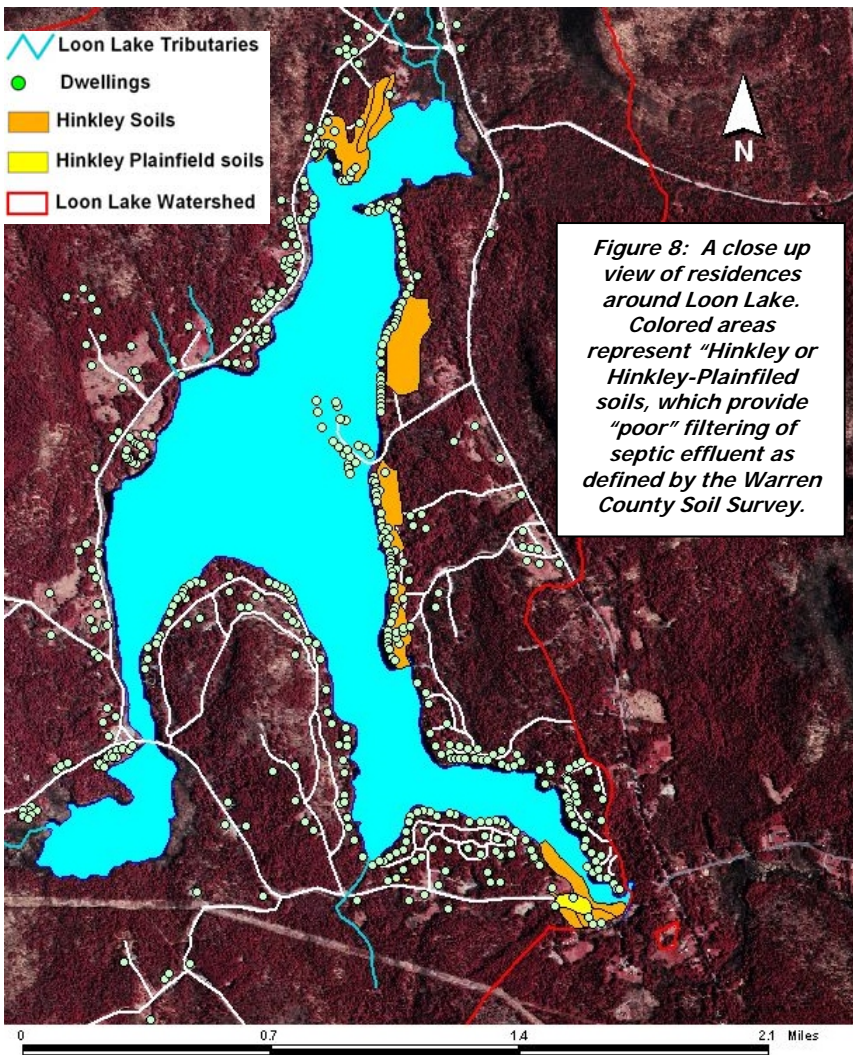 Loon Lake Tributaries
Dwellings
Hinkley Soils
Hinkley Plainfield soils
Loon Lake Watershed
N
Figure 8: A close up
view of residences
around Loon Lake.
Colored areas
represent "Hinkley or
Hinkley-Plainfiled
soils, which provide
"poor" filtering of
septic effluent as
defined by the Warren
County Soil Survey.
0 0.7 1.4 2.1 Miles